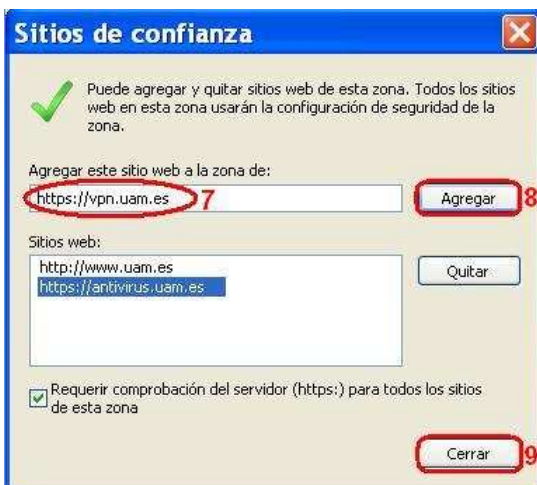 Sitios de confianza
Puede agregar y quitar sitios web de esta zona. Todos los sitios
web en esta zona usarán la configuración de seguridad de la
zona.
Agregar este sitio web a la zona de:
https://vpn.uam.es 7 Agregar 8
Sitios web:
http://www.uam.es
https://antivirus.uam.es
Quitar
Requerir comprobación del servidor (https:) para todos los sitios
de esta zona
Cerrar 9